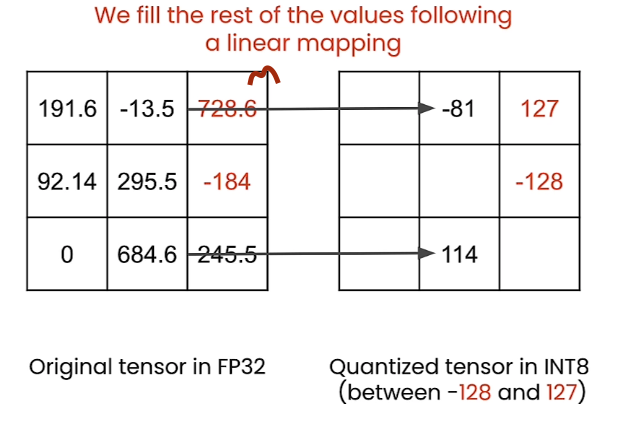 We fill the rest of the values following
a linear mapping
191.6 -13.5 728.6 -81 127
92.14 295.5 -184 -128
0 684.6 245.5 114
Original tensor in FP32 Quantized tensor in INT8
(between -128 and 127)